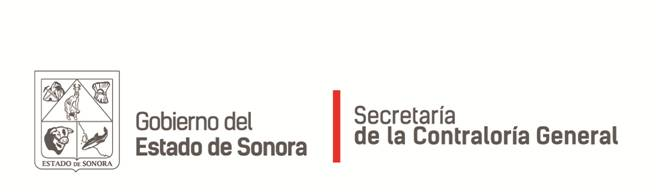 ESTADO DE SONORA
Gobierno del
Estado de Sonora
Secretaría
de la Contraloría General